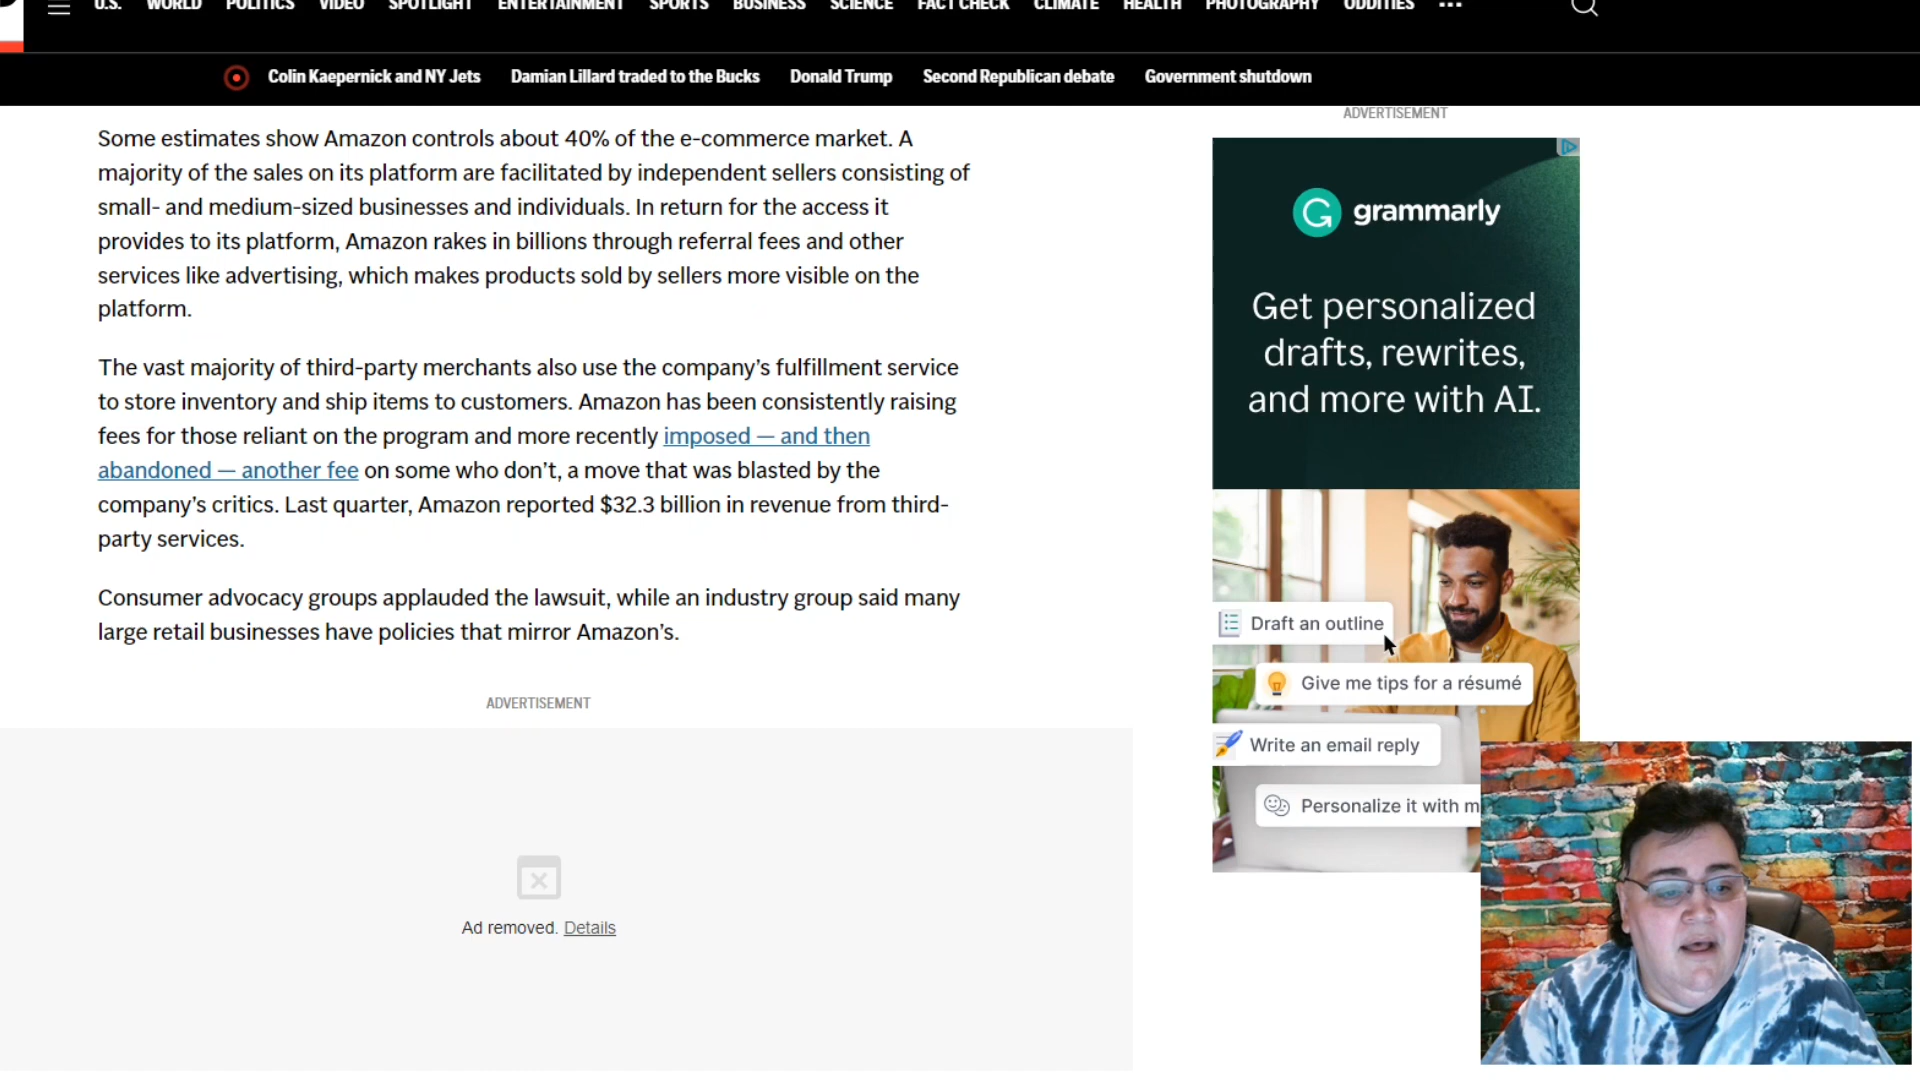 U.S. WORLD POLITICS VIDEO SPOTLIGHT ENTERTAINMENT SPORTS BUSINESS SCIENCE FACT CHECK CLIMATE HEALTH PHOTOGRAPHY ODDITIES ...
Colin Kaepernick and NY Jets Damian Lillard traded to the Bucks Donald Trump Second Republican debate Government shutdown
Some estimates show Amazon controls about 40% of the e-commerce market. A
majority of the sales on its platform are facilitated by independent sellers consisting of
small- and medium-sized businesses and individuals. In return for the access it
provides to its platform, Amazon rakes in billions through referral fees and other
services like advertising, which makes products sold by sellers more visible on the
platform.
The vast majority of third-party merchants also use the company’s fulfillment service
to store inventory and ship items to customers. Amazon has been consistently raising
fees for those reliant on the program and more recently imposed — and then
abandoned — another fee on some who don’t, a move that was blasted by the
company’s critics. Last quarter, Amazon reported $32.3 billion in revenue from third-
party services.
Consumer advocacy groups applauded the lawsuit, while an industry group said many
large retail businesses have policies that mirror Amazon’s.
ADVERTISEMENT
Ad removed. Details
ADVERTISEMENT
grammarly
Get personalized
drafts, rewrites,
and more with AI.
Draft an outline
Give me tips for a résumé
Write an email reply
Personalize it with m